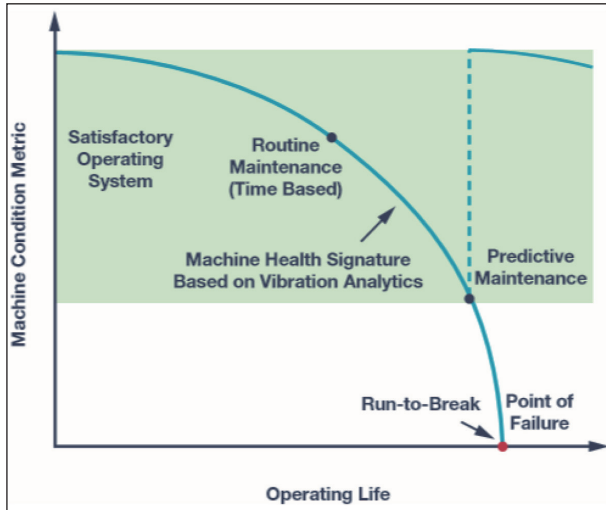 Machine Condition Metric
Satisfactory
Operating
System
Routine
Maintenance
(Time Based)
Machine Health Signature
Based on Vibration Analytics
Predictive
Maintenance
Run-to-Break
Point of
Failure
Operating Life